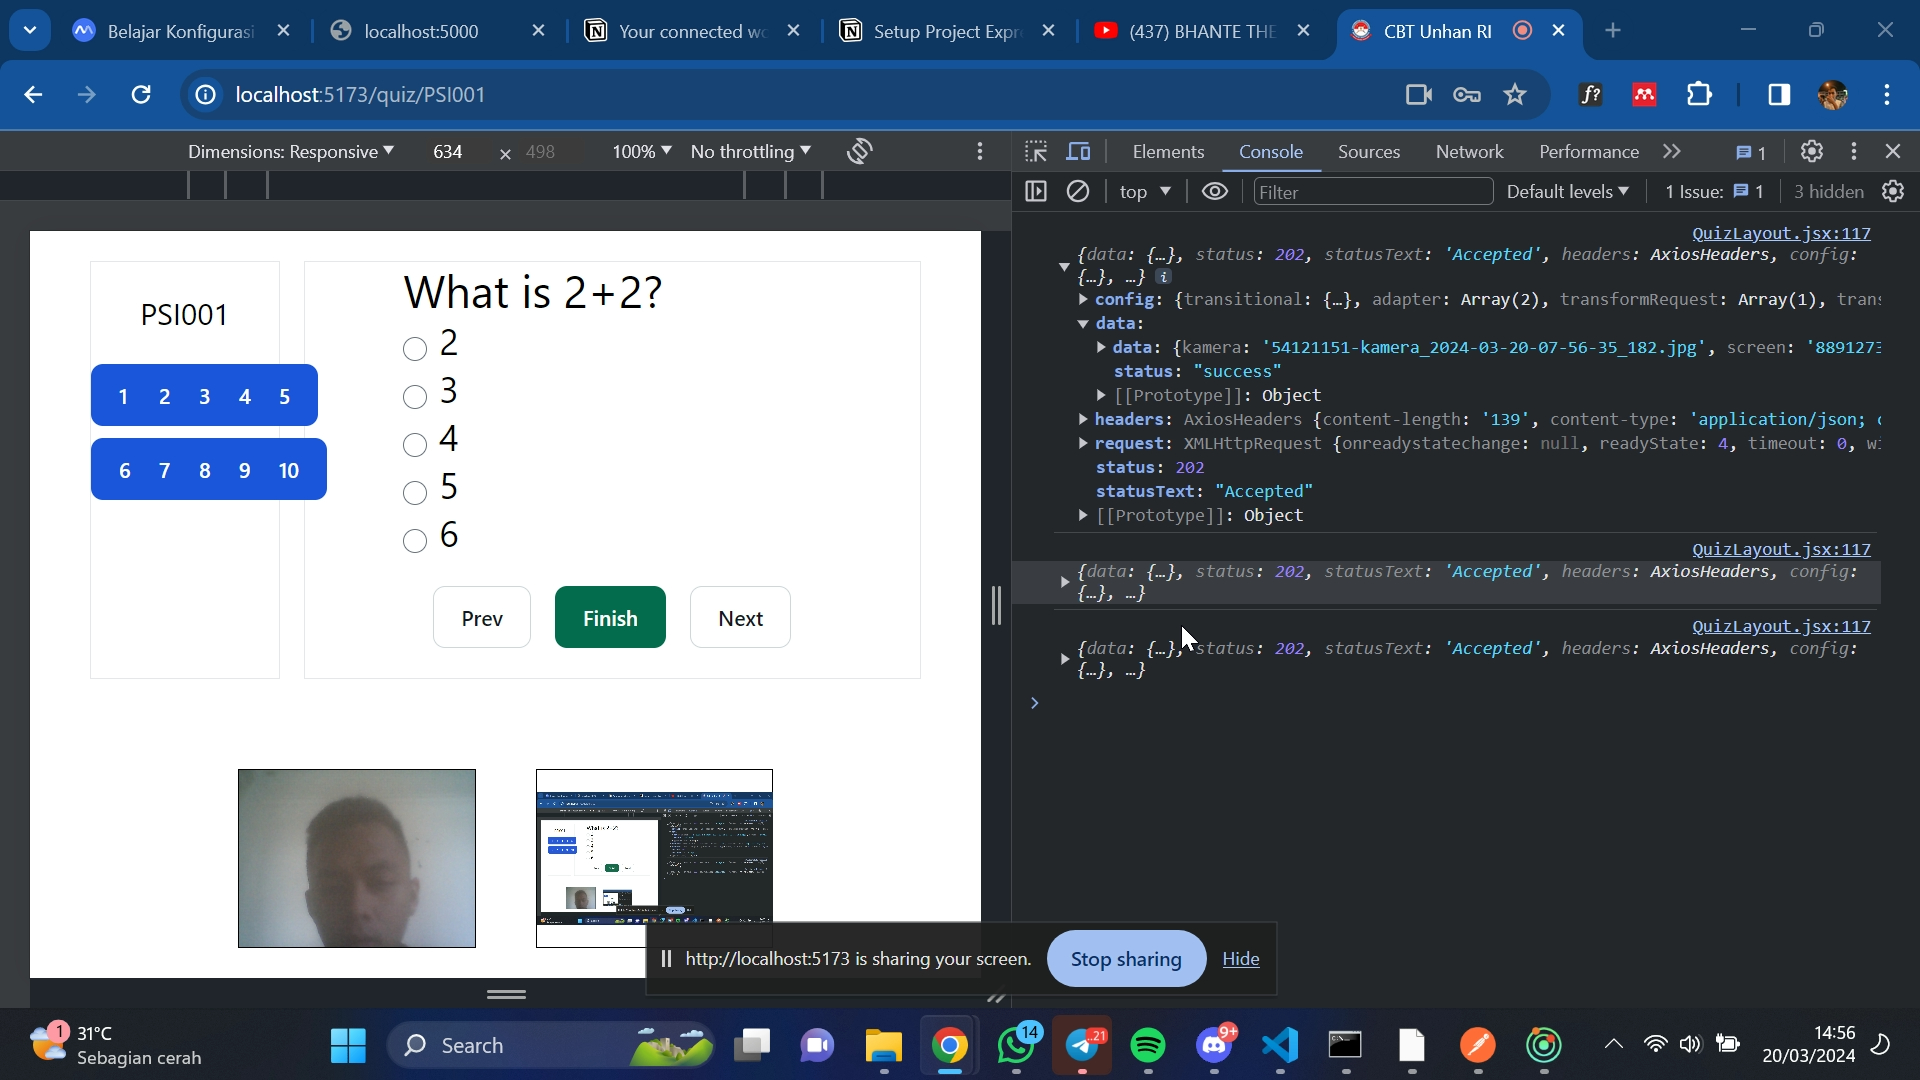 Belajar Konfigurasi
localhost:5000
Your connected wo
Setup Project Expr
(437) BHANTE THE
CBT Unhan RI
localhost:5173/quiz/PSI001
f?
Dimensions: Responsive
634 × 498
100%
No throttling
Elements
Console
Sources
Network
Performance
1
top
Filter
Default levels
1 Issue: 1
3 hidden
PSI001
1 2 3 4 5
6 7 8 9 10
What is 2+2?
2
3
4
5
6
Prev
Finish
Next
QuizLayout.jsx:117
{data: {…}, status: 202, statusText: 'Accepted', headers: AxiosHeaders, config:
{…}, …} i
config: {transitional: {…}, adapter: Array(2), transformRequest: Array(1), trans
data:
data: {kamera: '54121151-kamera_2024-03-20-07-56-35_182.jpg', screen: '8891273
status: "success"
[[Prototype]]: Object
headers: AxiosHeaders {content-length: '139', content-type: 'application/json; c
request: XMLHttpRequest {onreadystatechange: null, readyState: 4, timeout: 0, wi
status: 202
statusText: "Accepted"
[[Prototype]]: Object
QuizLayout.jsx:117
{data: {…}, status: 202, statusText: 'Accepted', headers: AxiosHeaders, config:
{…}, …}
QuizLayout.jsx:117
{data: {…}, status: 202, statusText: 'Accepted', headers: AxiosHeaders, config:
{…}, …}
http://localhost:5173 is sharing your screen.
Stop sharing
Hide
1
31°C
Sebagian cerah
Search
14
21
9+
14:56
20/03/2024